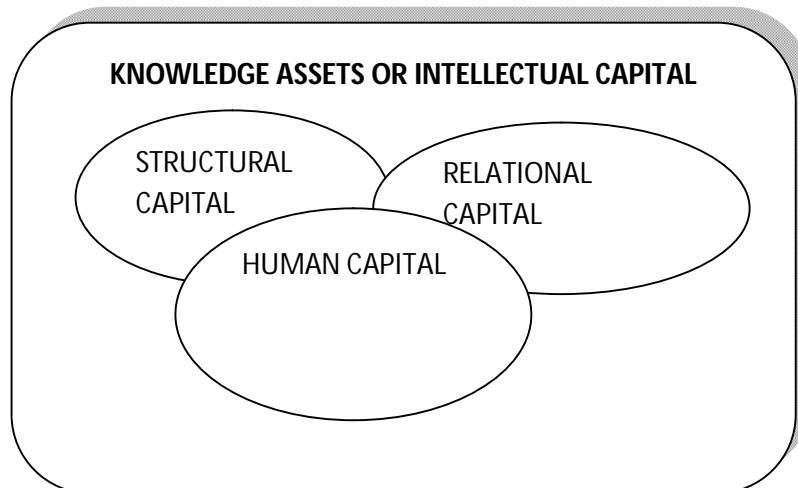 KNOWLEDGE ASSETS OR INTELLECTUAL CAPITAL
STRUCTURAL
CAPITAL
RELATIONAL
CAPITAL
HUMAN CAPITAL